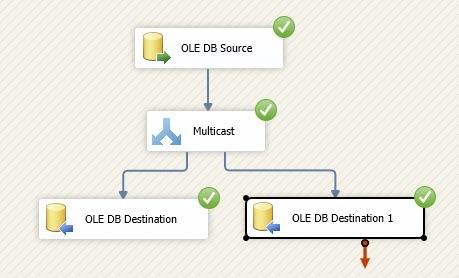 OLE DB Source
Multicast
OLE DB Destination
OLE DB Destination 1